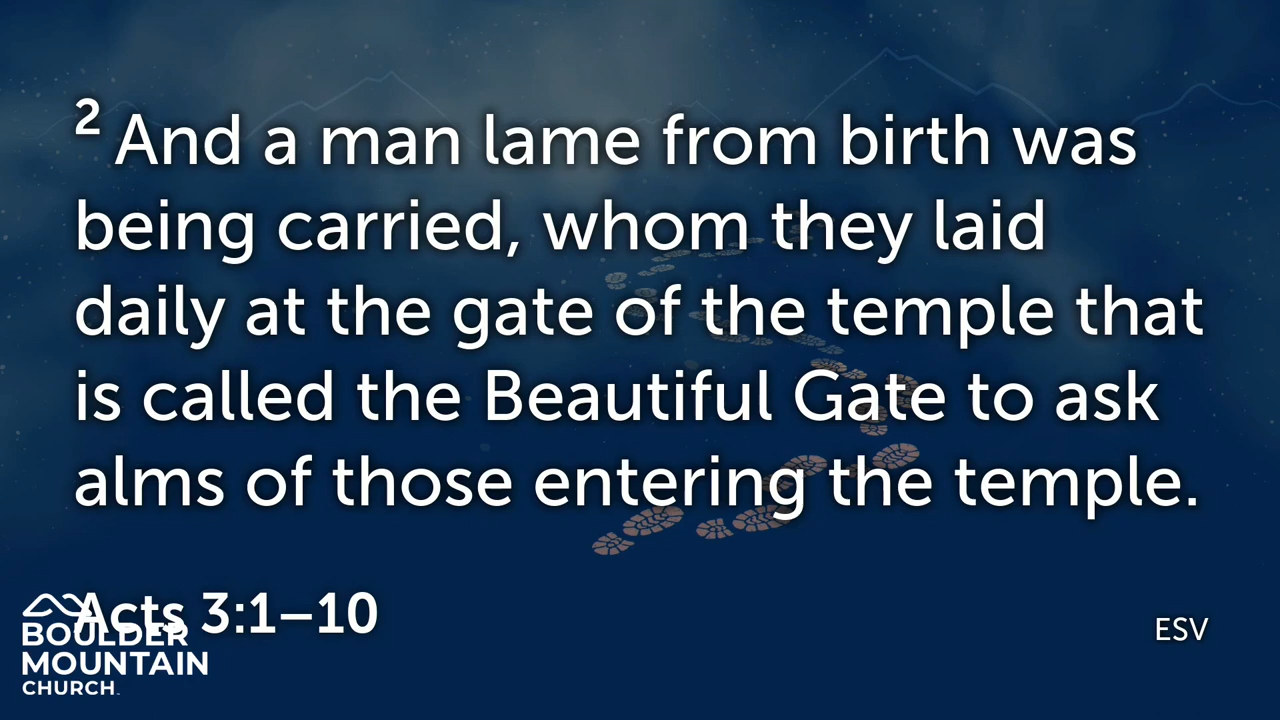 2 And a man lame from birth was
being carried, whom they laid
daily at the gate of the temple that
is called the Beautiful Gate to ask
alms of those entering the temple.
Acts 3:1–10
ESV
BOULDER
MOUNTAIN
CHURCH